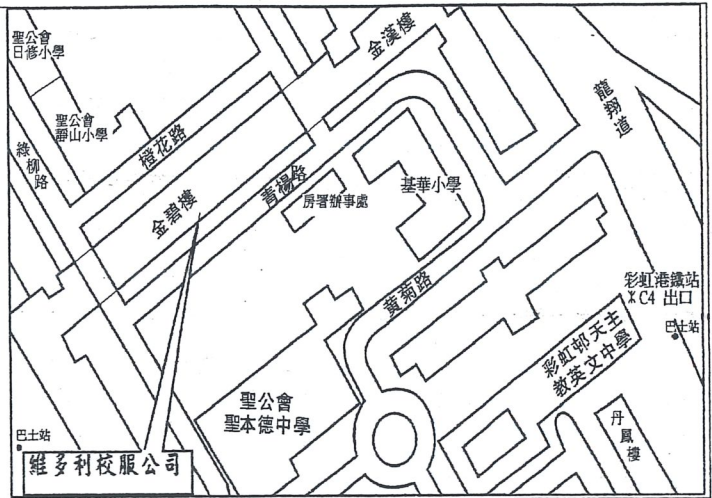 聖公會
日修小學
金漢樓
龍翔道
聖公會
靜山小學
橙花路
綠柳路
青楊路
金碧樓
房署辦事處
基華小學
黃菊路
彩虹港鐵站
C4 出口
巴士站
彩虹邨天主
教英文中學
聖公會
聖本德中學
丹鳳樓
巴士站
維多利校服公司